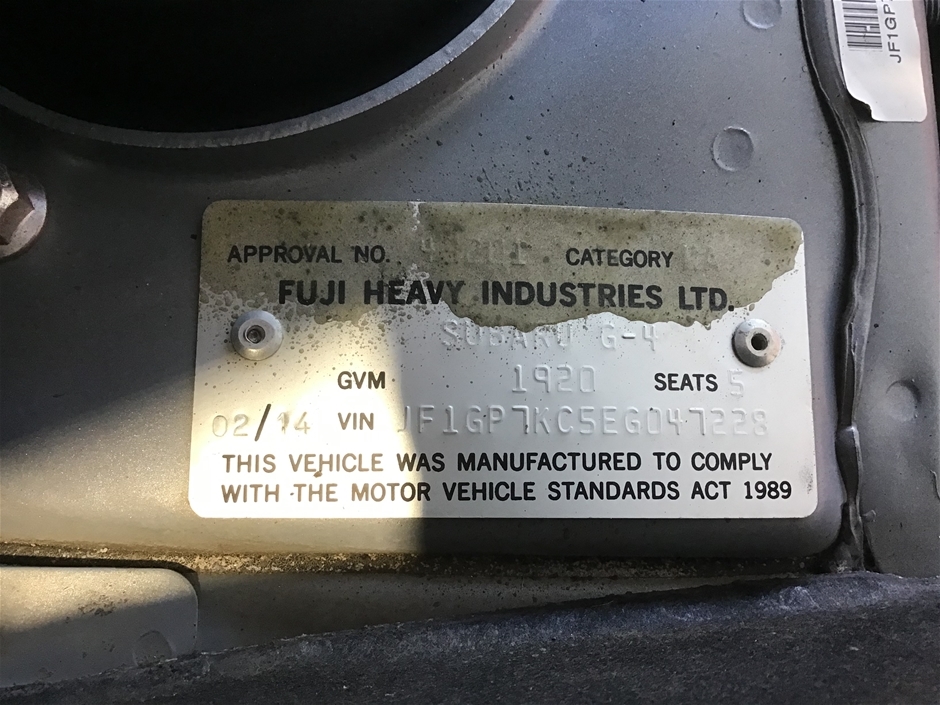 JF1GP7
APPROVAL NO. CATEGORY
FUJI HEAVY INDUSTRIES LTD.
SUBARU G-4
GVM 1920 SEATS 5
02/14 VIN JF1GP7KC5EG047228
THIS VEHICLE WAS MANUFACTURED TO COMPLY
WITH THE MOTOR VEHICLE STANDARDS ACT 1989